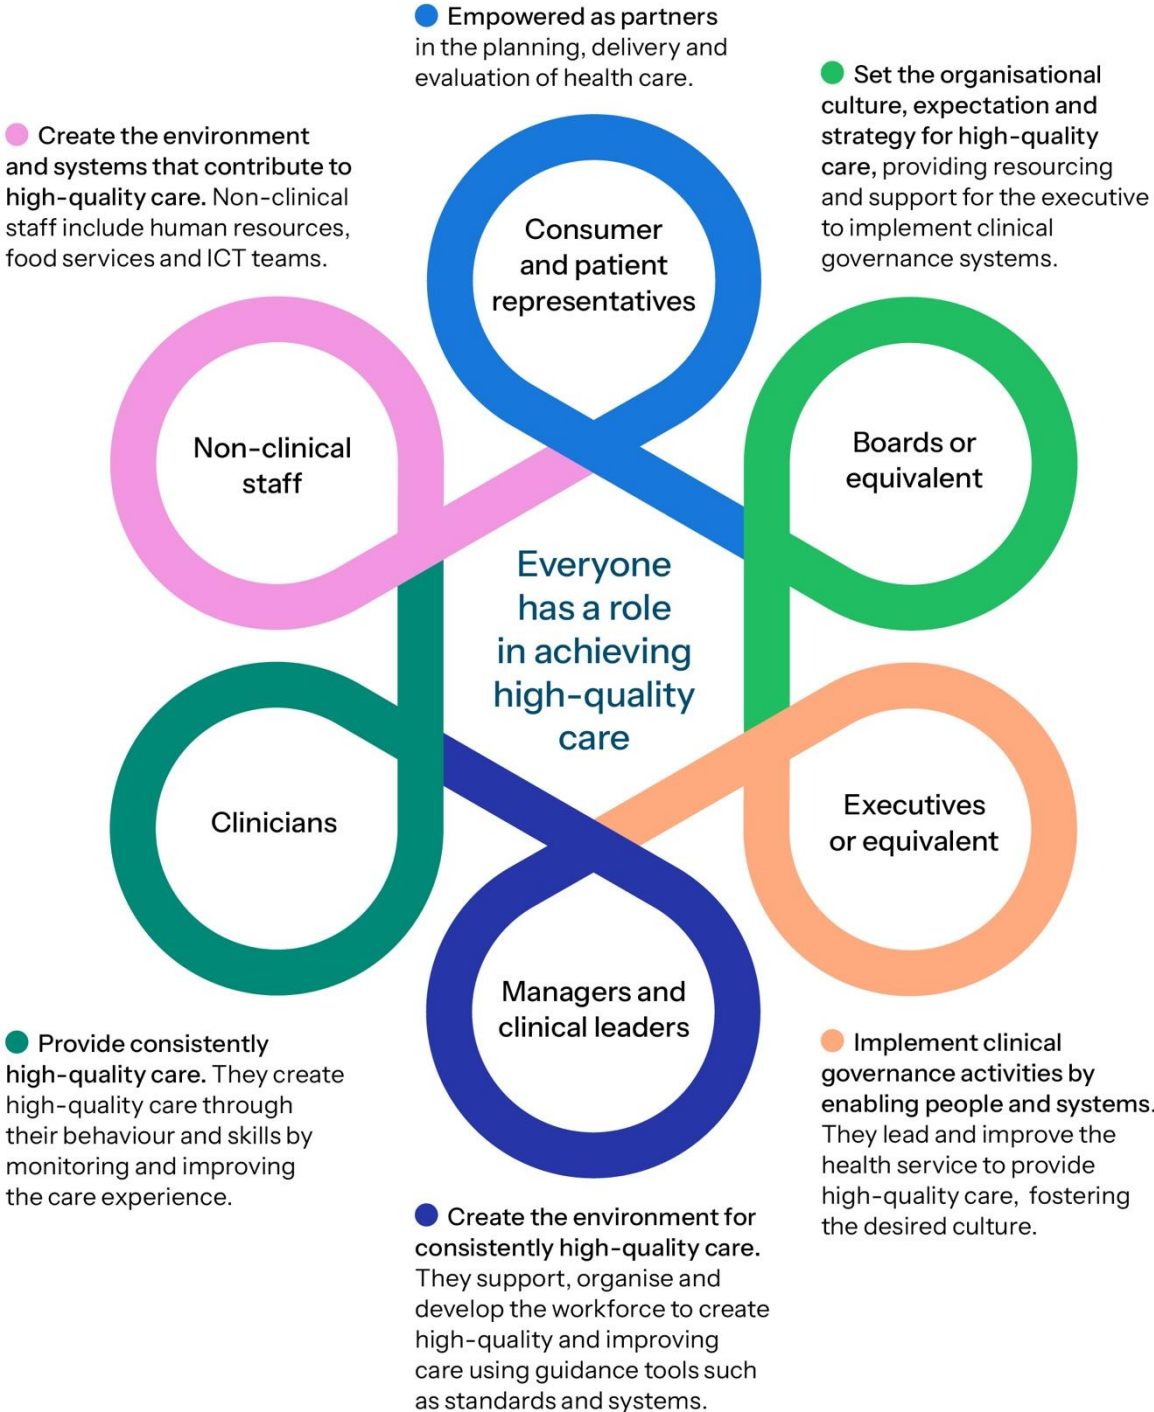 Empowered as partners
in the planning, delivery and
evaluation of health care.
Set the organisational
culture, expectation and
strategy for high-quality
care, providing resourcing
and support for the executive
to implement clinical
governance systems.
Create the environment
and systems that contribute to
high-quality care. Non-clinical
staff include human resources,
food services and ICT teams.
Consumer
and patient
representatives
Non-clinical
staff
Boards or
equivalent
Everyone
has a role
in achieving
high-quality
care
Clinicians
Executives
or equivalent
Managers and
clinical leaders
Provide consistently
high-quality care. They create
high-quality care through
their behaviour and skills by
monitoring and improving
the care experience.
Implement clinical
governance activities by
enabling people and systems.
They lead and improve the
health service to provide
high-quality care, fostering
the desired culture.
Create the environment for
consistently high-quality care.
They support, organise and
develop the workforce to create
high-quality and improving
care using guidance tools such
as standards and systems.